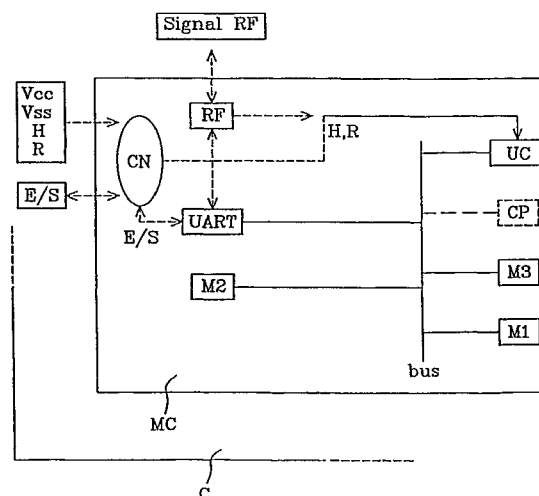 Signal RF
Vcc
Vss
H
R
RF
H,R
CN
UC
E/S
E/S
UART
CP
M2
M3
M1
bus
MC
C